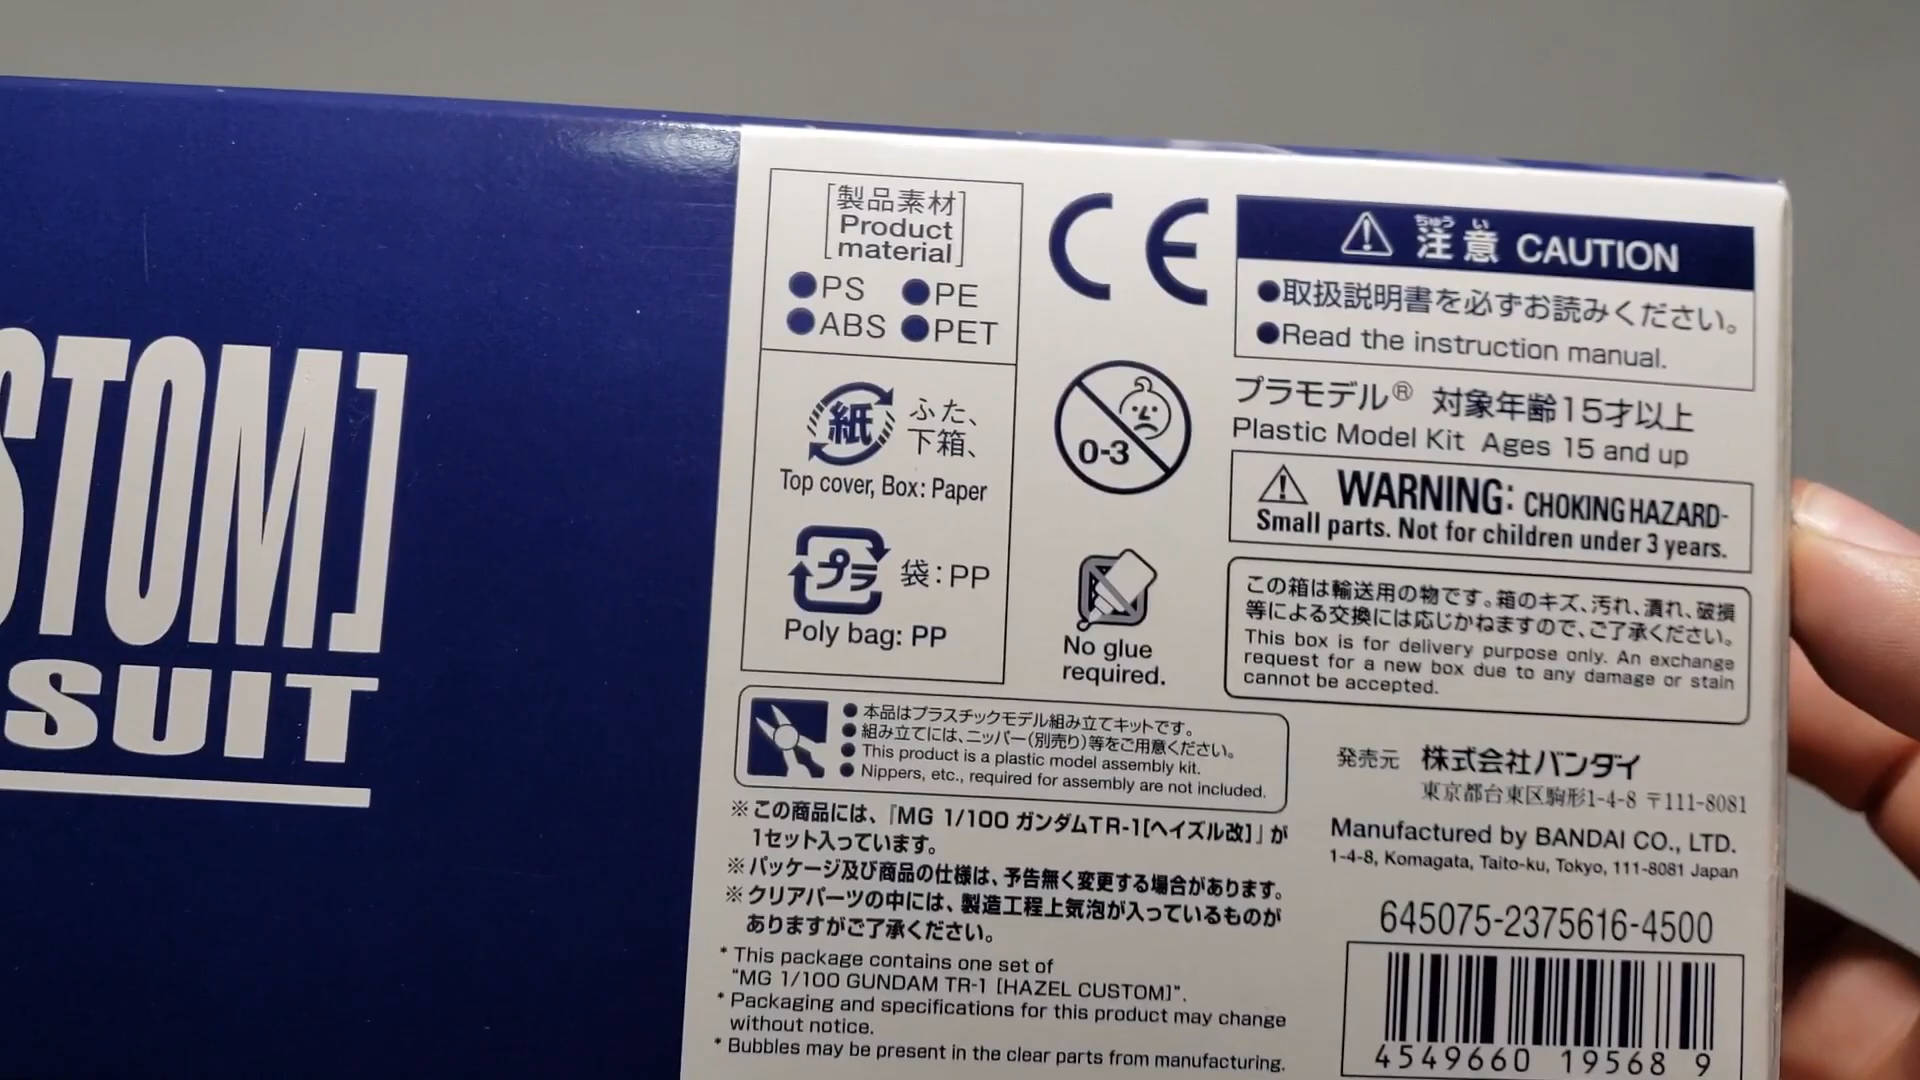 STOM]
SUIT
[製品素材]
[Product
material]
●PS ●PE
●ABS ●PET
紙 ふた、
下箱、
Top cover, Box: Paper
プラ 袋:PP
Poly bag: PP
CE
0-3
No glue
required.
ちゅう い
注意 CAUTION
●取扱説明書を必ずお読みください。
●Read the instruction manual.
プラモデル® 対象年齢15才以上
Plastic Model Kit Ages 15 and up
WARNING: CHOKING HAZARD-
Small parts. Not for children under 3 years.
この箱は輸送用の物です。箱のキズ、汚れ、潰れ、破損
等による交換には応じかねますので、ご了承ください。
This box is for delivery purpose only. An exchange
request for a new box due to any damage or stain
cannot be accepted.
●本品はプラスチックモデル組み立てキットです。
●組み立てには、ニッパー(別売り)等をご用意ください。
●This product is a plastic model assembly kit.
●Nippers, etc., required for assembly are not included.
※この商品には、『MG 1/100 ガンダムTR-1[ヘイズル改]』が
1セット入っています。
※パッケージ及び商品の仕様は、予告無く変更する場合があります。
※クリアパーツの中には、製造工程上気泡が入っているものが
ありますがご了承ください。
* This package contains one set of
"MG 1/100 GUNDAM TR-1 [HAZEL CUSTOM]".
* Packaging and specifications for this product may change
without notice.
* Bubbles may be present in the clear parts from manufacturing.
発売元 株式会社バンダイ
東京都台東区駒形1-4-8 〒111-8081
Manufactured by BANDAI CO., LTD.
1-4-8, Komagata, Taito-ku, Tokyo, 111-8081 Japan
645075-2375616-4500
4549660 19568 9